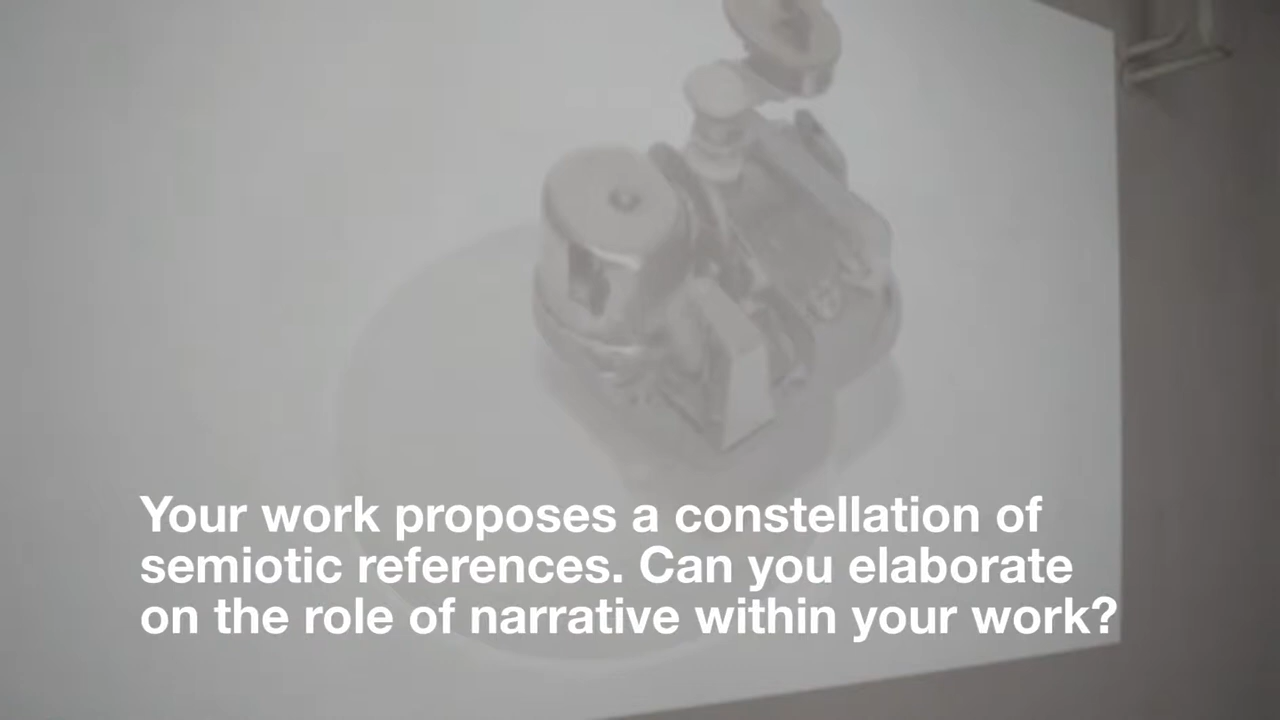 Your work proposes a constellation of
semiotic references. Can you elaborate
on the role of narrative within your work?